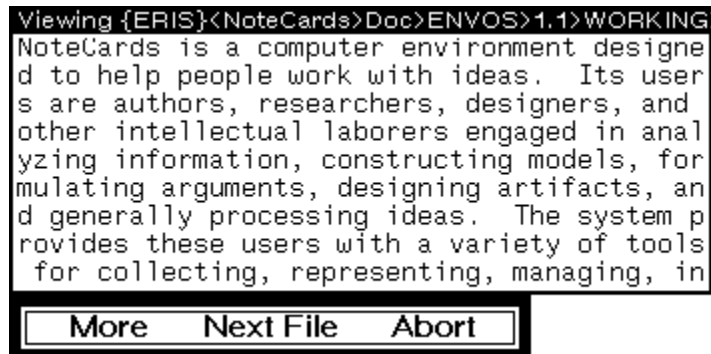 Viewing {ERIS}<NoteCards>Doc>ENVOS>1.1>WORKING
NoteCards is a computer environment designe
d to help people work with ideas.  Its user
s are authors, researchers, designers, and
other intellectual laborers engaged in anal
yzing information, constructing models, for
mulating arguments, designing artifacts, an
d generally processing ideas.  The system p
rovides these users with a variety of tools
 for collecting, representing, managing, in
More Next File Abort